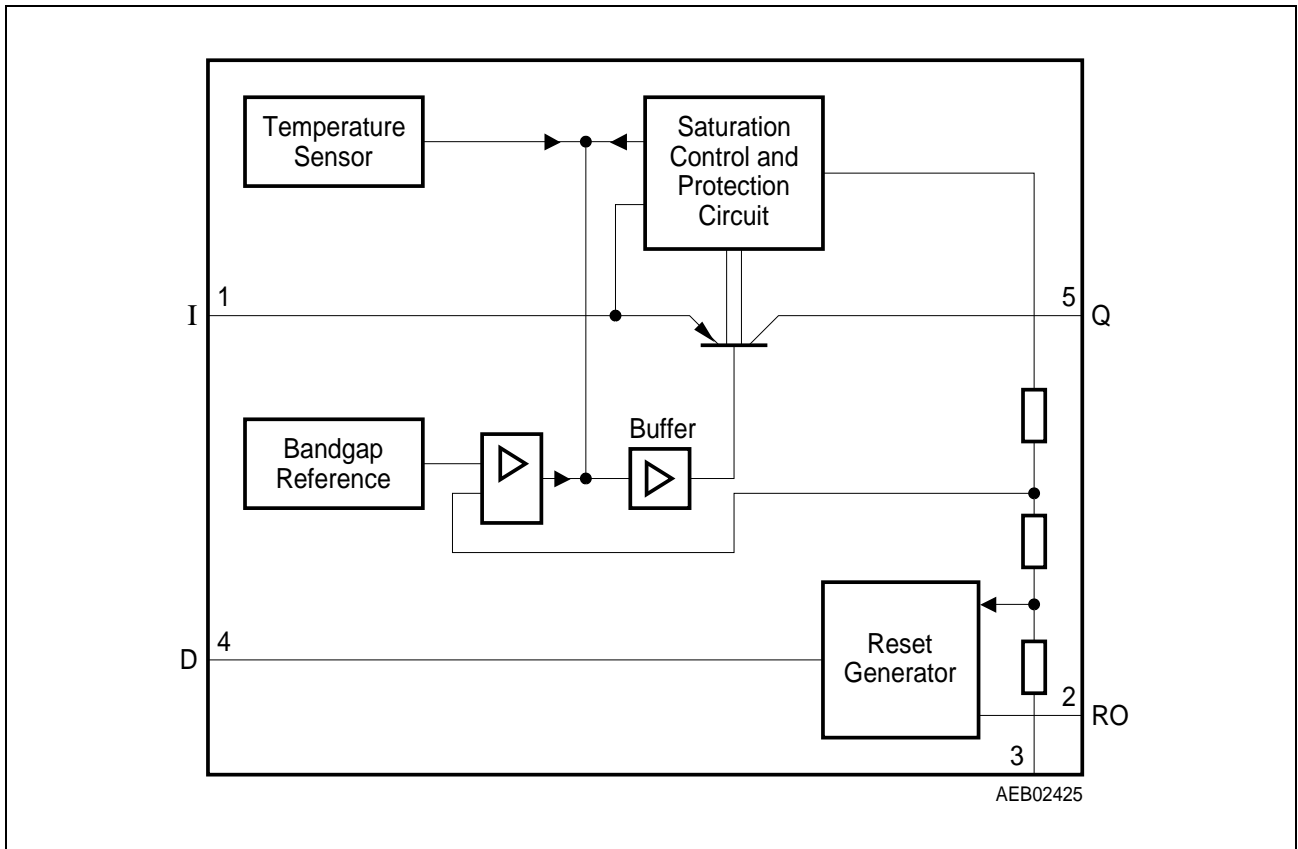 Temperature
Sensor
Saturation
Control and
Protection
Circuit
1
I
5
Q
Bandgap
Reference
Buffer
4
D
Reset
Generator
2
RO
3
AEB02425